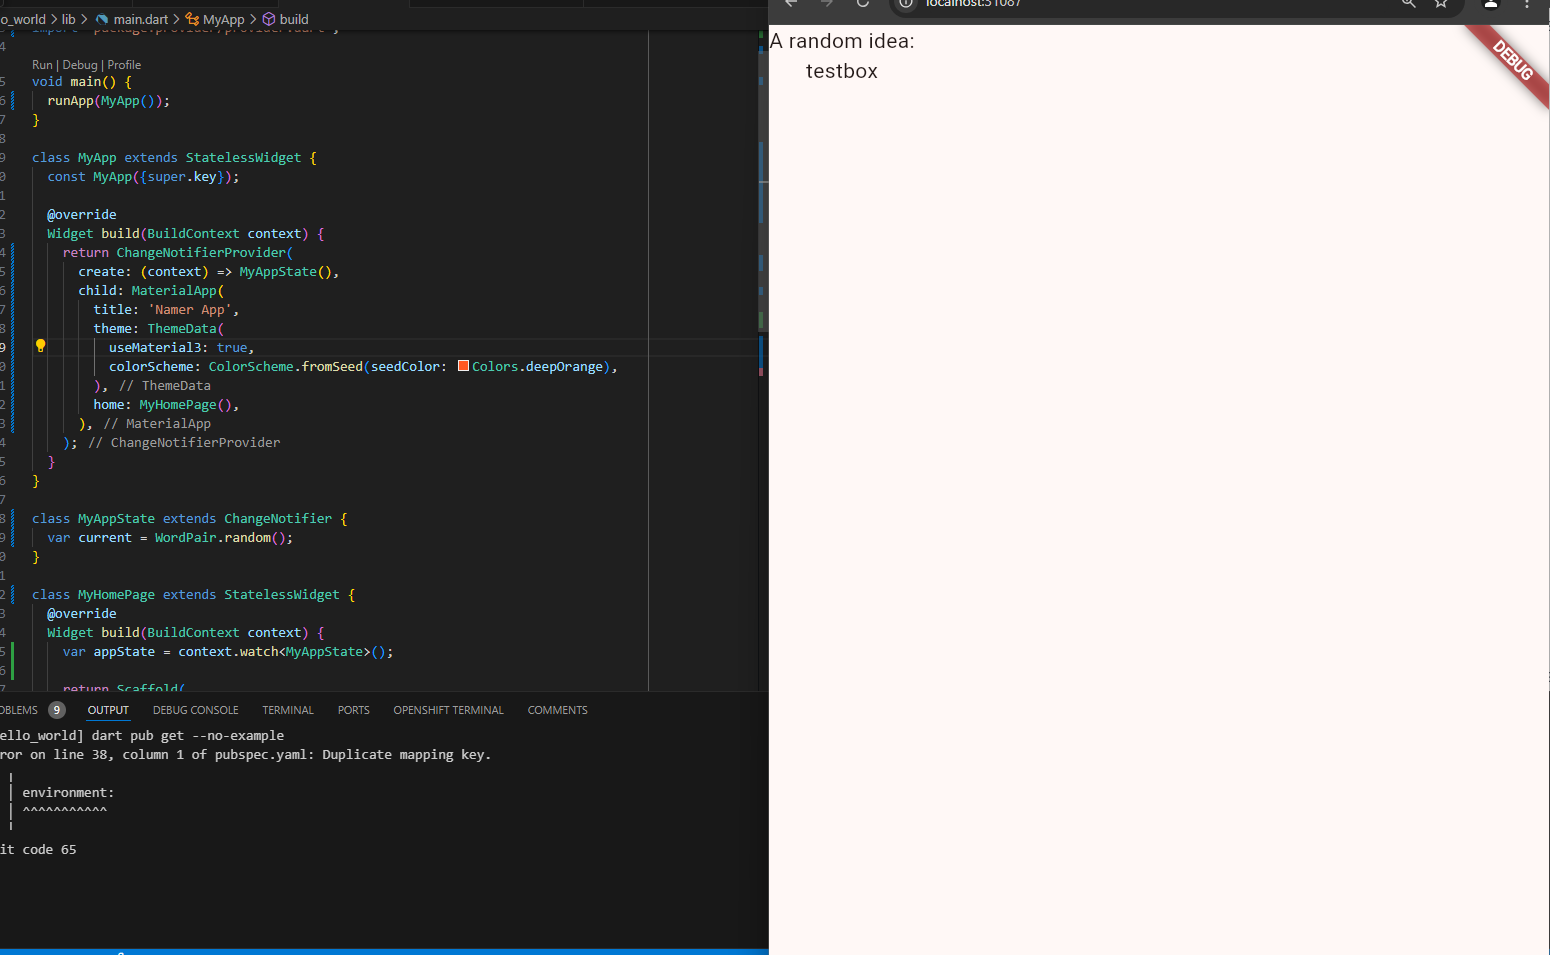 o_world > lib > main.dart > MyApp > build
import 'package:provider/provider.dart';
4
Run | Debug | Profile
5 void main() {
6 runApp(MyApp());
7 }
8
9 class MyApp extends StatelessWidget {
0 const MyApp({super.key});
1
2 @override
3 Widget build(BuildContext context) {
4 return ChangeNotifierProvider(
5 create: (context) => MyAppState(),
6 child: MaterialApp(
7 title: 'Namer App',
8 theme: ThemeData(
9 useMaterial3: true,
0 colorScheme: ColorScheme.fromSeed(seedColor: Colors.deepOrange),
1 ), // ThemeData
2 home: MyHomePage(),
3 ), // MaterialApp
4 ); // ChangeNotifierProvider
5 }
6 }
7
8 class MyAppState extends ChangeNotifier {
9 var current = WordPair.random();
0 }
1
2 class MyHomePage extends StatelessWidget {
3 @override
4 Widget build(BuildContext context) {
5 var appState = context.watch<MyAppState>();
6
7 return Scaffold(
OBLEMS 9 OUTPUT DEBUG CONSOLE TERMINAL PORTS OPENSHIFT TERMINAL COMMENTS
ello_world] dart pub get --no-example
ror on line 38, column 1 of pubspec.yaml: Duplicate mapping key.
╷
│ environment:
│ ^^^^^^^^^^^
╵
it code 65
localhost:51087
A random idea:
testbox
DEBUG